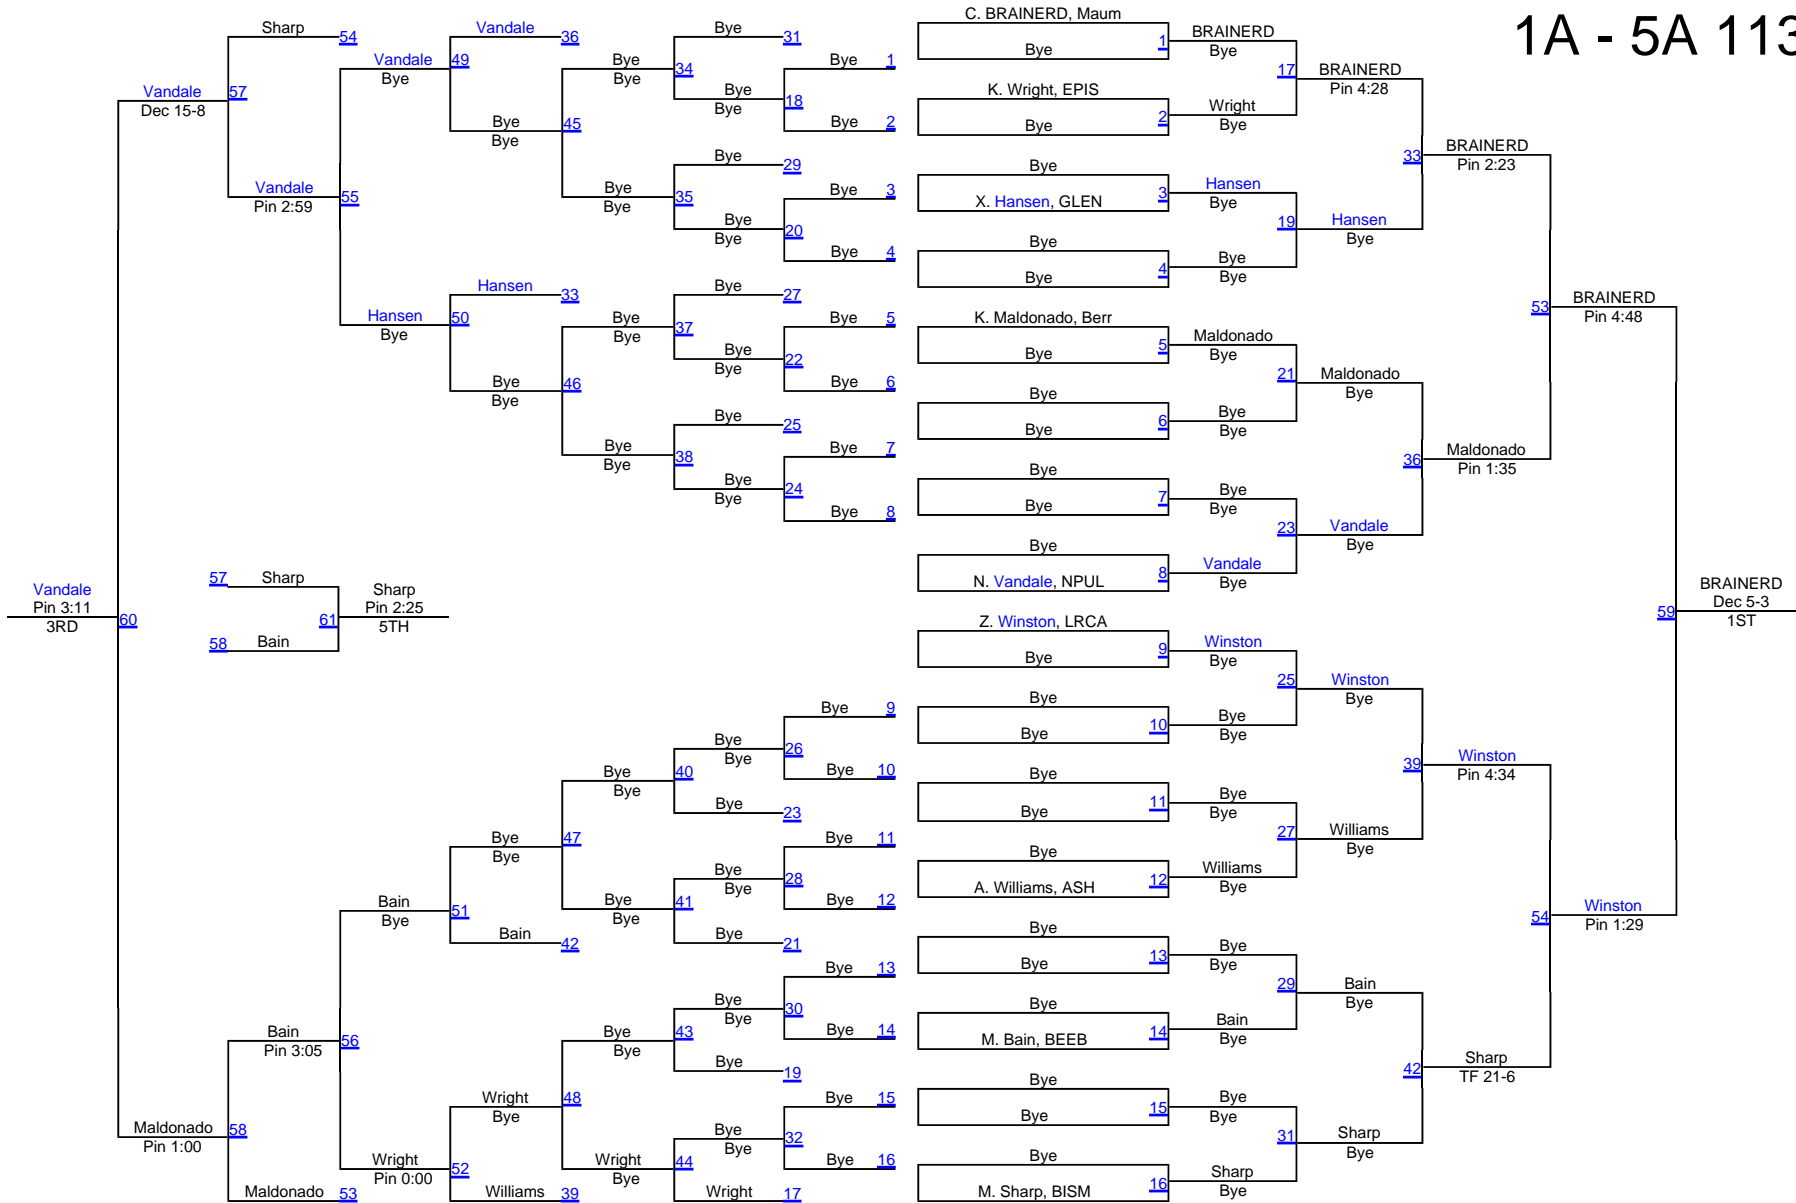 1A - 5A 113
Sharp 54
Vandale 57
Dec 15-8
Vandale 55
Pin 2:59
Vandale 49
Bye
Vandale 36
Bye 45
Bye
Bye 34
Bye
Bye 31
Bye 18
Bye
Bye 1
Bye 2
Bye 35
Bye
Bye 29
Bye 20
Bye
Bye 3
Bye 4
Hansen 50
Bye
Hansen 33
Bye 46
Bye
Bye 37
Bye
Bye 27
Bye 22
Bye
Bye 5
Bye 6
Bye 38
Bye
Bye 25
Bye 24
Bye
Bye 7
Bye 8
Vandale
Pin 3:11
3RD
60
57 Sharp
58 Bain
61
Sharp
Pin 2:25
5TH
Bye 9
Bye 26
Bye
Bye 10
Bye 40
Bye
Bye 23
Bye 47
Bye
Bye 11
Bye 28
Bye
Bye 12
Bye 41
Bye
Bye 21
Bain 51
Bye
Bain 42
Bain 56
Pin 3:05
Bye 13
Bye 30
Bye
Bye 14
Bye 43
Bye
Bye 19
Wright 48
Bye
Bye 15
Bye 32
Bye
Bye 16
Wright 44
Bye
Wright 17
Wright 52
Pin 0:00
Williams 39
Maldonado 58
Pin 1:00
Maldonado 53
C. BRAINERD, Maum
Bye
1
BRAINERD
Bye
K. Wright, EPIS
Bye
2
Wright
Bye
17
BRAINERD
Pin 4:28
Bye
X. Hansen, GLEN
3
Hansen
Bye
Bye
Bye
4
Bye
Bye
19
Hansen
Bye
33
BRAINERD
Pin 2:23
K. Maldonado, Berr
Bye
5
Maldonado
Bye
Bye
Bye
6
Bye
Bye
21
Maldonado
Bye
Bye
Bye
7
Bye
Bye
Bye
N. Vandale, NPUL
8
Vandale
Bye
23
Vandale
Bye
36
Maldonado
Pin 1:35
53
BRAINERD
Pin 4:48
Z. Winston, LRCA
Bye
9
Winston
Bye
Bye
Bye
10
Bye
Bye
25
Winston
Bye
Bye
Bye
11
Bye
Bye
Bye
A. Williams, ASH
12
Williams
Bye
27
Williams
Bye
39
Winston
Pin 4:34
Bye
Bye
13
Bye
Bye
Bye
M. Bain, BEEB
14
Bain
Bye
29
Bain
Bye
Bye
Bye
15
Bye
Bye
Bye
M. Sharp, BISM
16
Sharp
Bye
31
Sharp
Bye
42
Sharp
TF 21-6
54
Winston
Pin 1:29
59
BRAINERD
Dec 5-3
1ST